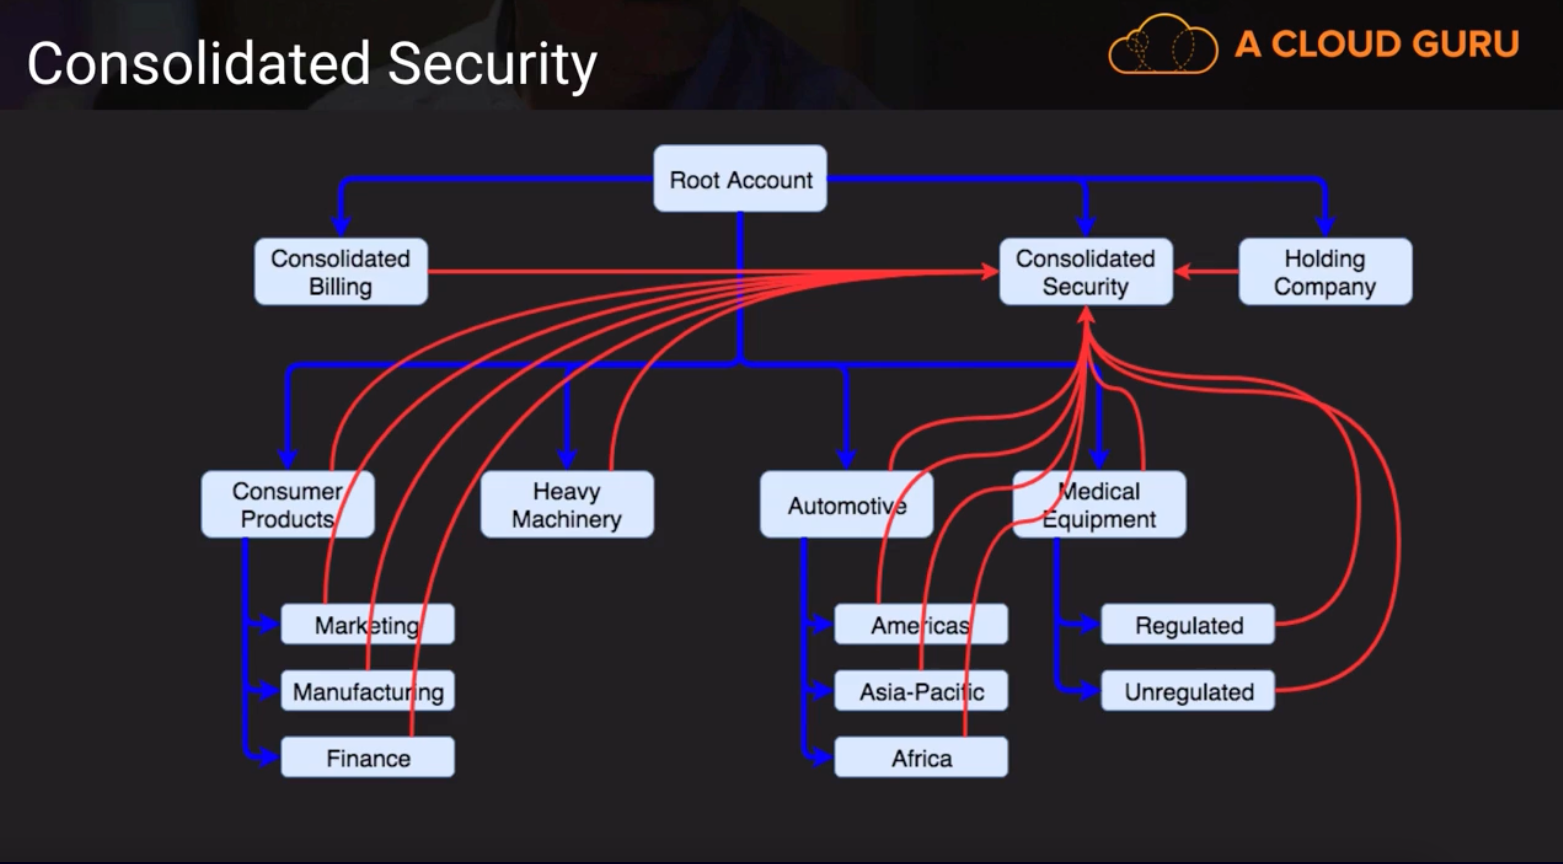 Consolidated Security
A CLOUD GURU
Root Account
Consolidated
Billing
Consolidated
Security
Holding
Company
Consumer
Products
Heavy
Machinery
Automotive
Medical
Equipment
Marketing
Manufacturing
Finance
Americas
Asia-Pacific
Africa
Regulated
Unregulated